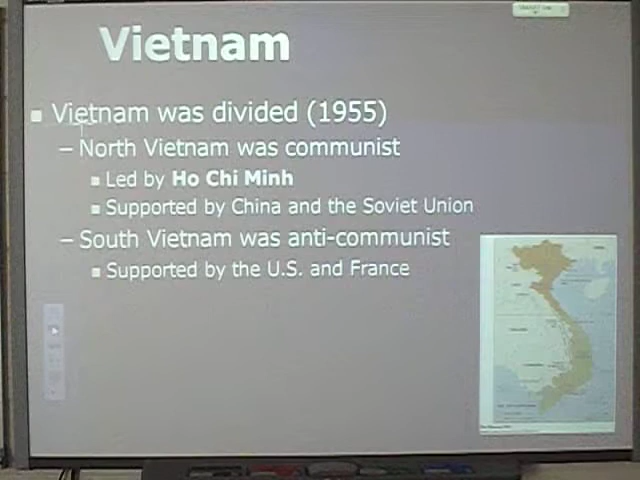 Vietnam
Vietnam was divided (1955)
– North Vietnam was communist
Led by Ho Chi Minh
Supported by China and the Soviet Union
– South Vietnam was anti-communist
Supported by the U.S. and France